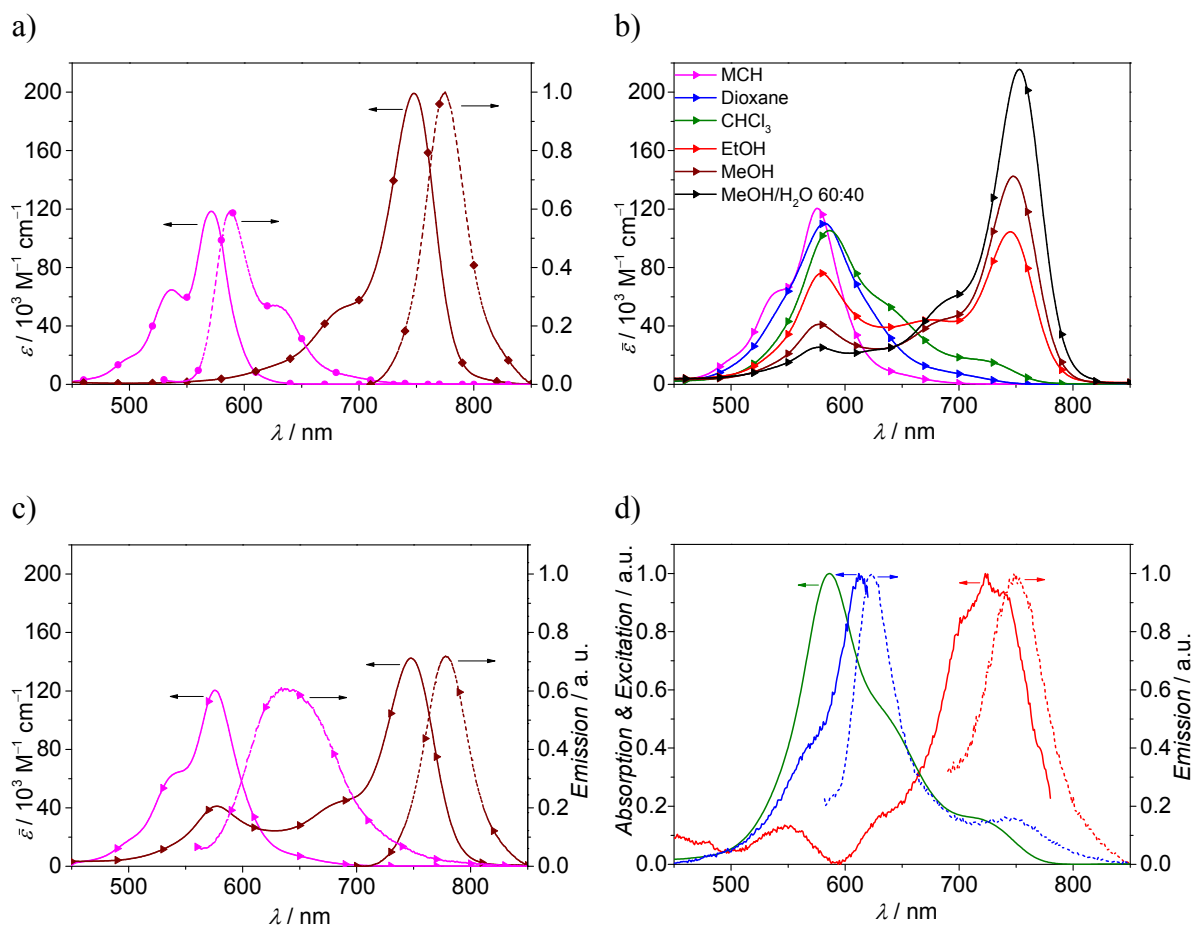 a)
200
160
120
80
40
0
ε / 10³ M⁻¹ cm⁻¹
500 600 700 800
λ / nm
1.0
0.8
0.6
0.4
0.2
0.0
b)
MCH
Dioxane
CHCl₃
EtOH
MeOH
MeOH/H₂O 60:40
200
160
120
80
40
0
ε̄ / 10³ M⁻¹ cm⁻¹
500 600 700 800
λ / nm
c)
200
160
120
80
40
0
ε̄ / 10³ M⁻¹ cm⁻¹
500 600 700 800
λ / nm
1.0
0.8
0.6
0.4
0.2
0.0
Emission / a. u.
d)
Absorption & Excitation / a.u.
1.0
0.8
0.6
0.4
0.2
0.0
500 600 700 800
λ / nm
1.0
0.8
0.6
0.4
0.2
0.0
Emission / a.u.